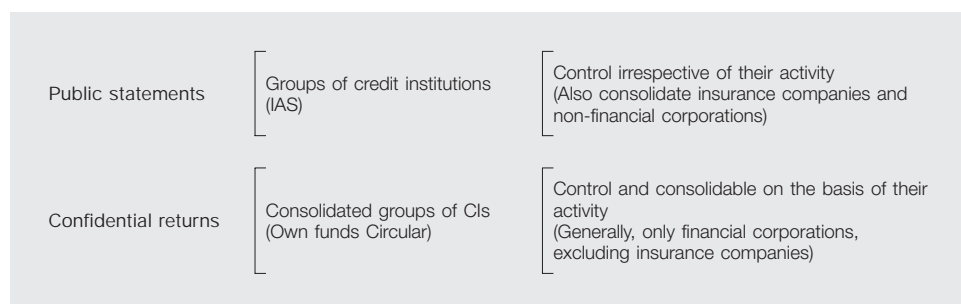 Public statements
Groups of credit institutions
(IAS)
Control irrespective of their activity
(Also consolidate insurance companies and
non-financial corporations)
Confidential returns
Consolidated groups of CIs
(Own funds Circular)
Control and consolidable on the basis of their
activity
(Generally, only financial corporations,
excluding insurance companies)